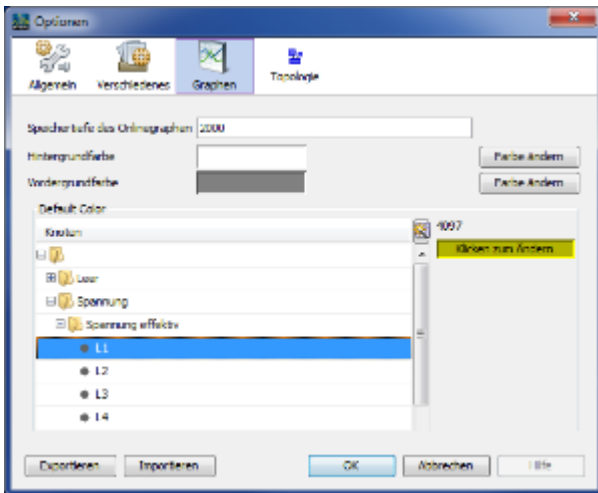 Optionen
Allgemein Verschiedenes Graphen Topologie
Speichertiefe des Onlinegraphen 2000
Hintergrundfarbe Farbe ändern
Vordergrundfarbe Farbe ändern
Default Color
Knoten 4097
Klicken zum Ändern
Leer
Spannung
Spannung effektiv
L1
L2
L3
L4
Exportieren Importieren OK Abbrechen Hilfe